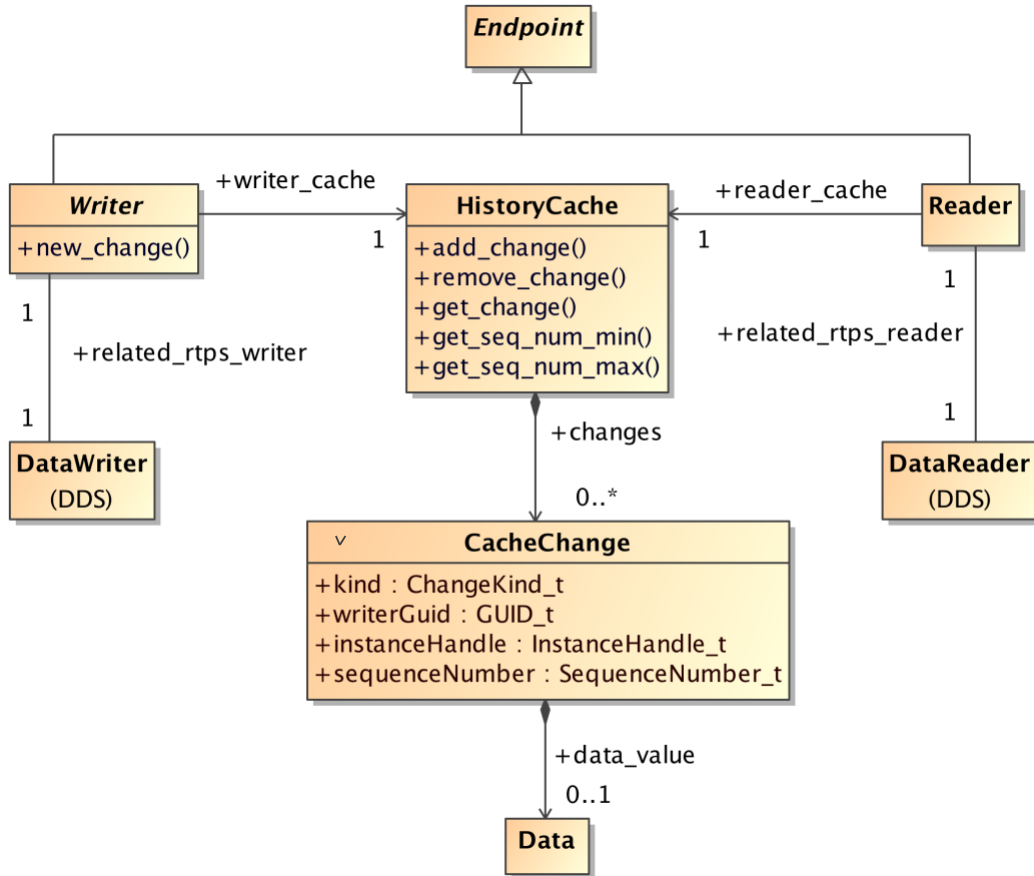 Endpoint
+writer_cache
+reader_cache
Writer
+new_change()
HistoryCache
+add_change()
+remove_change()
+get_change()
+get_seq_num_min()
+get_seq_num_max()
Reader
1
1
1
1
+related_rtps_writer
+related_rtps_reader
1
1
DataWriter
(DDS)
+changes
0..*
DataReader
(DDS)
v CacheChange
+kind : ChangeKind_t
+writerGuid : GUID_t
+instanceHandle : InstanceHandle_t
+sequenceNumber : SequenceNumber_t
+data_value
0..1
Data